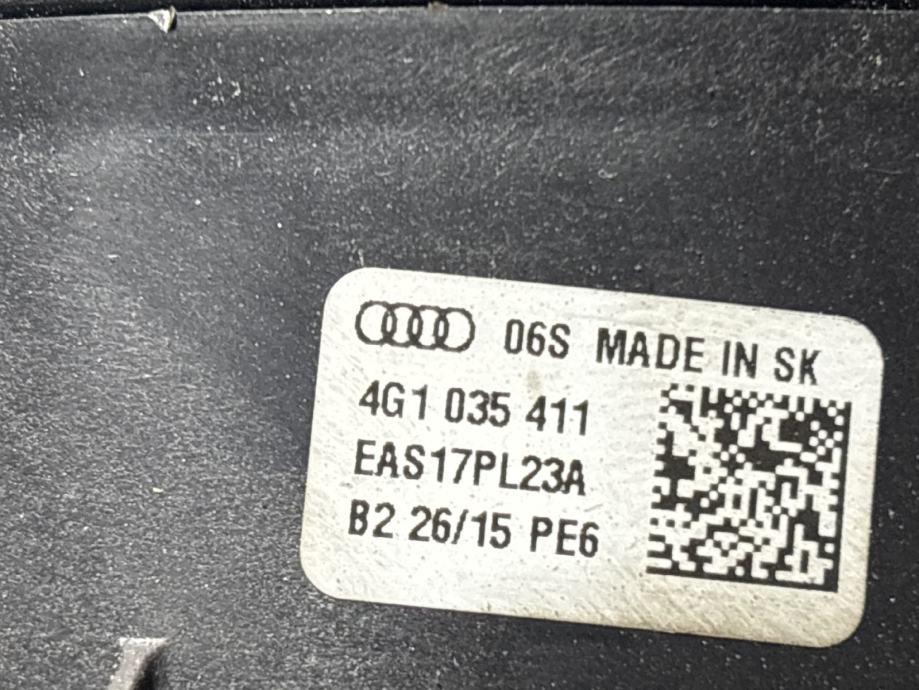 06S MADE IN SK
4G1 035 411
EAS17PL23A
B2 26/15 PE6